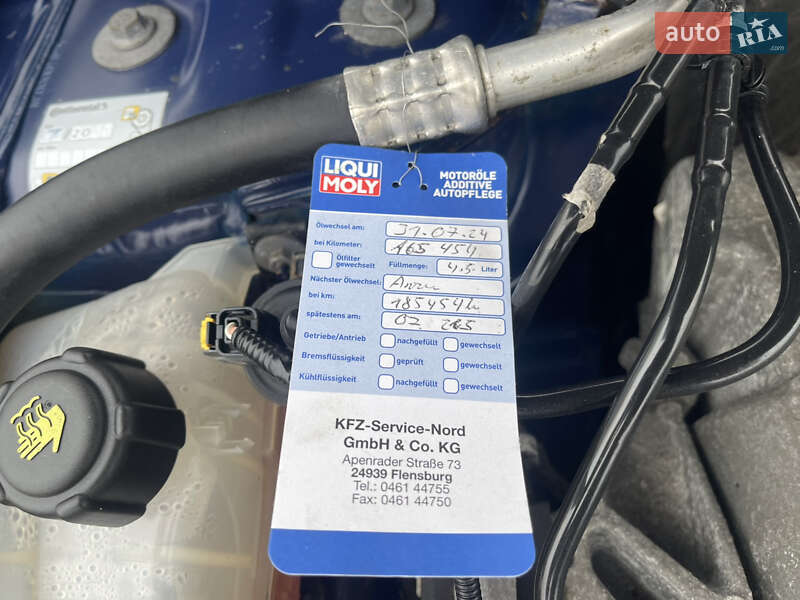 auto RIA
Continental
LIQUI
MOLY
MOTORÖLE
ADDITIVE
AUTOPFLEGE
Ölwechsel am: 31.07.24
bei Kilometer: 165 454
Ölfilter
gewechselt
Füllmenge: 4.5 Liter
Nächster Ölwechsel:
bei km: 185454
spätestens am: 07
Getriebe/Antrieb nachgefüllt gewechselt
Bremsflüssigkeit geprüft gewechselt
Kühlflüssigkeit nachgefüllt gewechselt
KFZ-Service-Nord
GmbH & Co. KG
Apenrader Straße 73
24939 Flensburg
Tel.: 0461 44755
Fax: 0461 44750